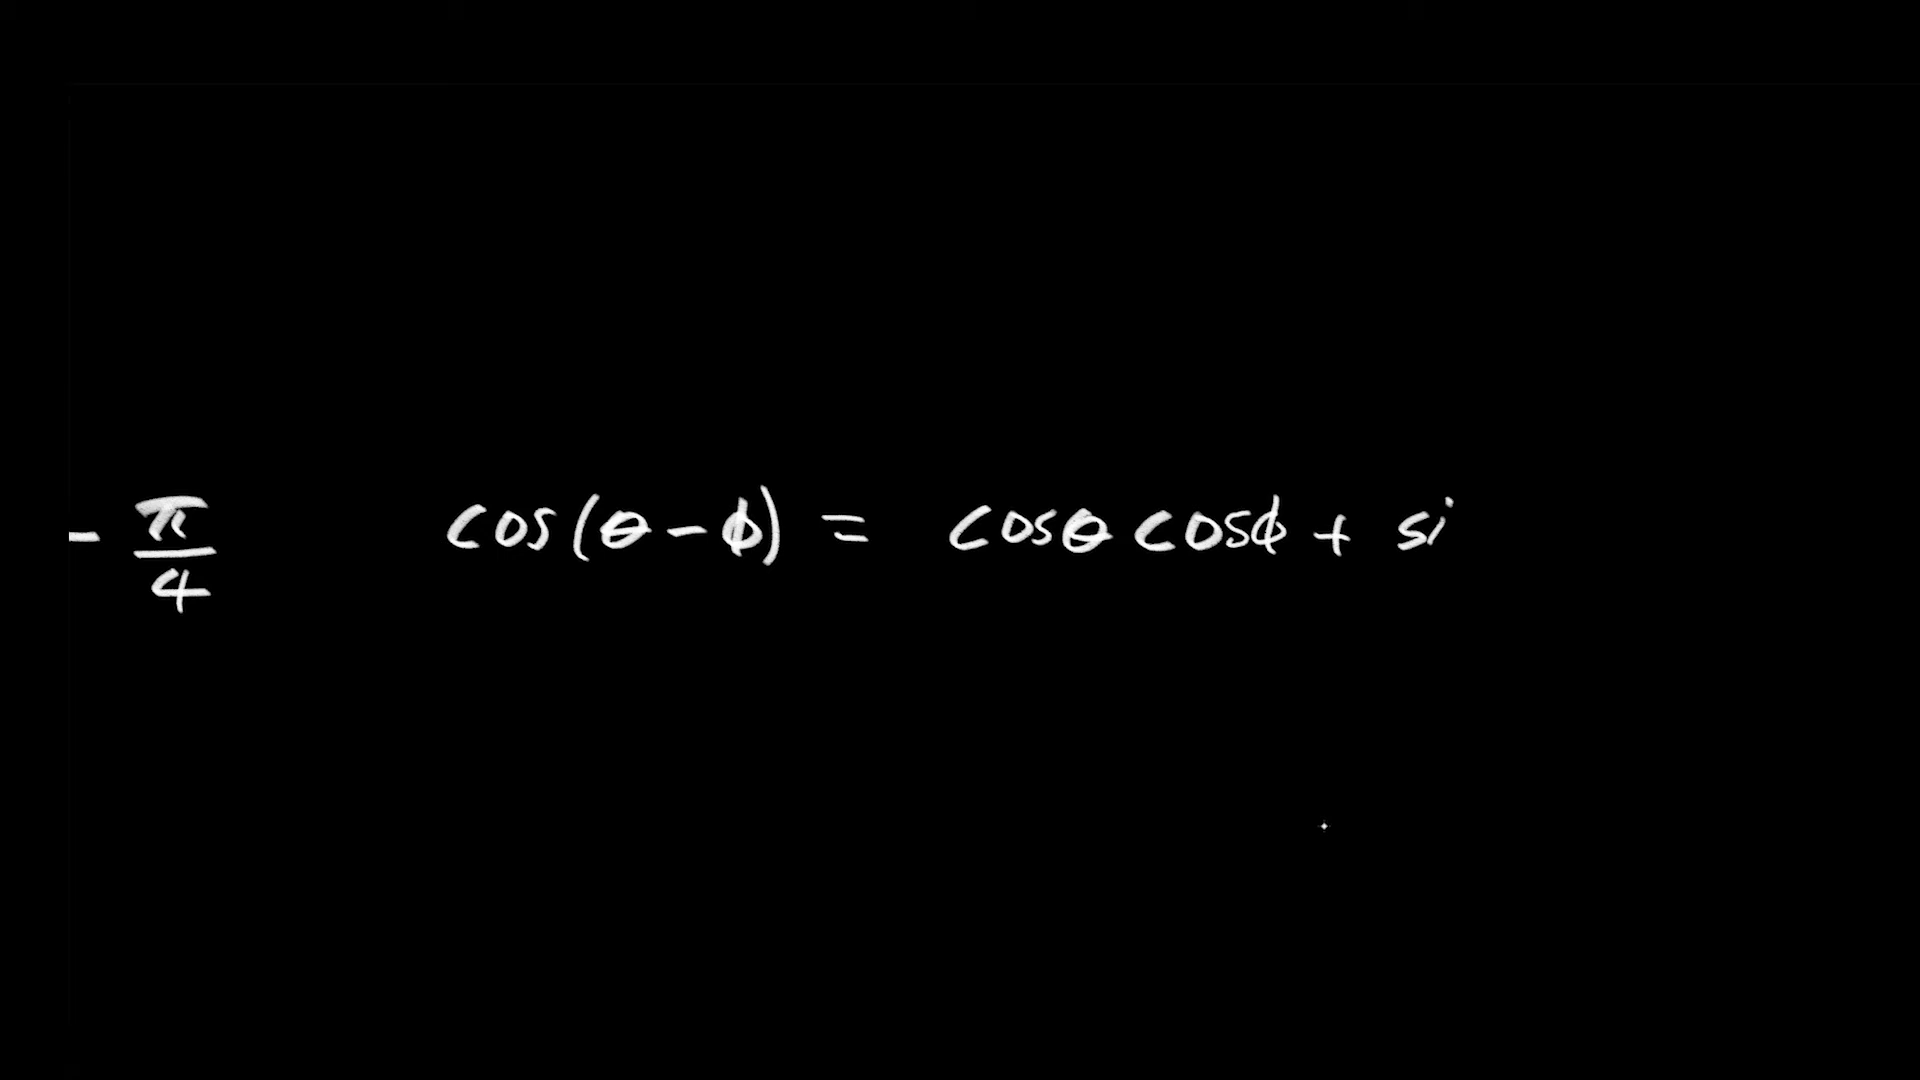 - π/4 cos(θ-ϕ) = cosθ cosϕ + si